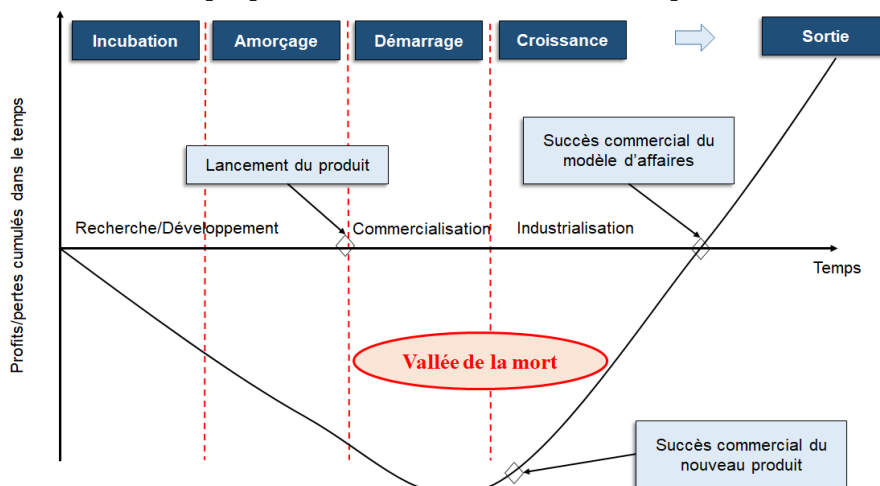 Incubation
Amorçage
Démarrage
Croissance
Sortie
Profits/pertes cumulés dans le temps
Lancement du produit
Succès commercial du
modèle d'affaires
Recherche/Développement
Commercialisation
Industrialisation
Temps
Vallée de la mort
Succès commercial du
nouveau produit